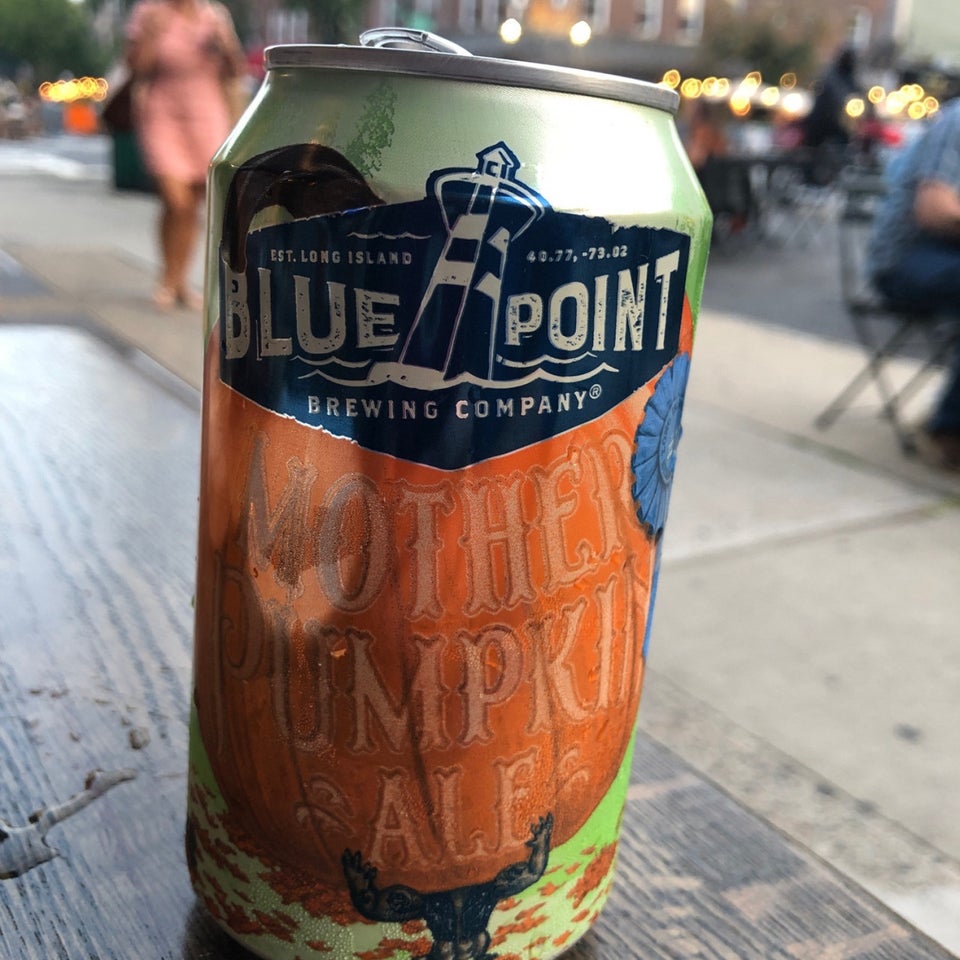 EST. LONG ISLAND 40.77, -73.02
BLUE POINT
BREWING COMPANY®
MOTHER
PUMPKIN
ALE